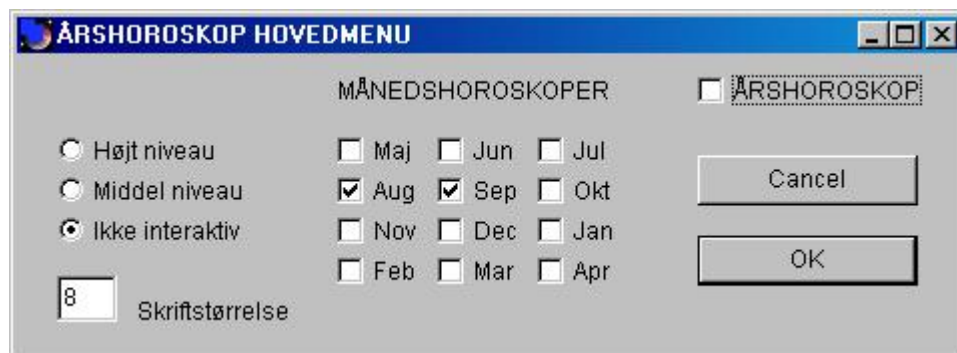 ÅRSHOROSKOP HOVEDMENU
MÅNEDSHOROSKOPER ÅRSHOROSKOP
Højt niveau Maj Jun Jul
Middel niveau Aug Sep Okt Cancel
Ikke interaktiv Nov Dec Jan
Feb Mar Apr OK
8 Skriftstørrelse